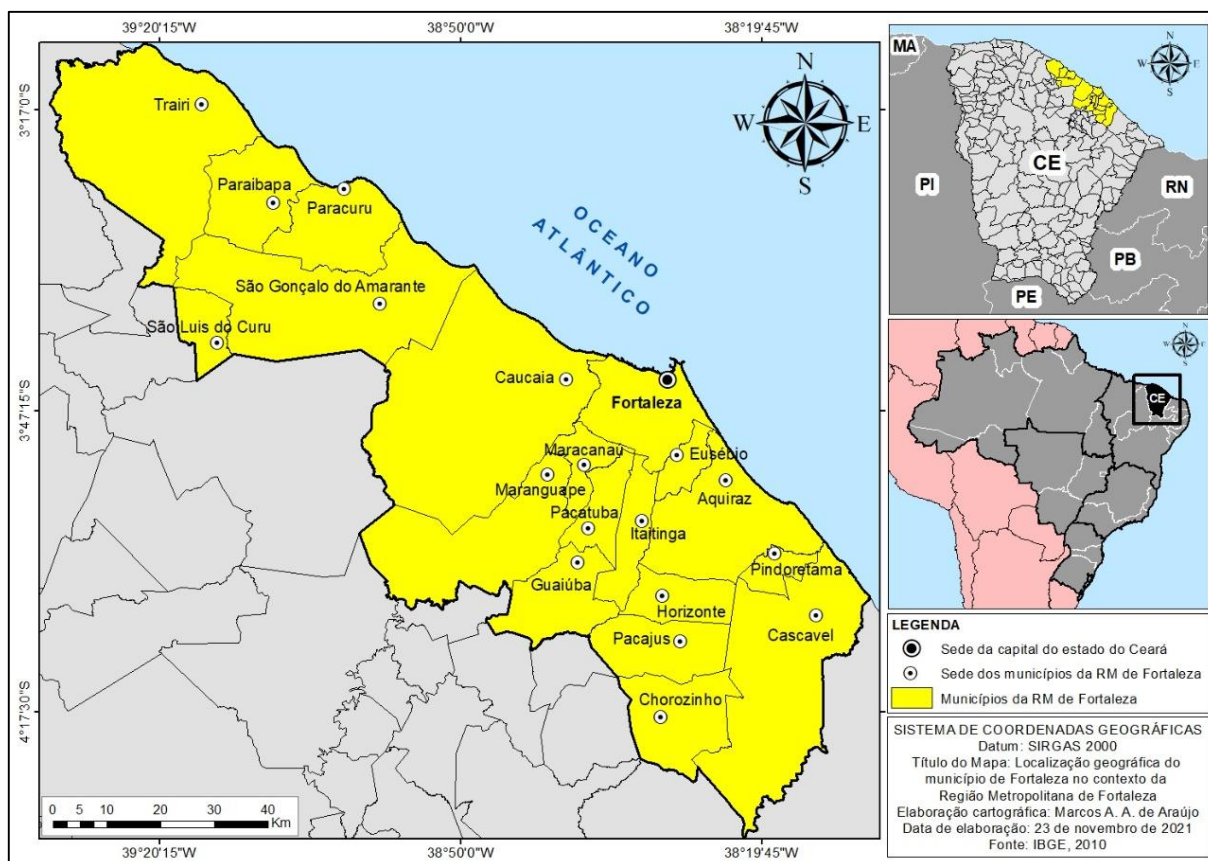 39°20'15"W
38°50'00"W
38°19'45"W
3°17'0"S
3°47'15"S
4°17'30"S
Trairi
Paraibapa
Paracuru
São Gonçalo do Amarante
São Luis do Curu
Caucaia
Fortaleza
Maracanaú
Maranguape
Eusébio
Aquiraz
Pacatuba
Itaitinga
Guaiúba
Pindoretama
Horizonte
Cascavel
Pacajus
Chorozinho
OCEANO
ATLÂNTICO
N
W E
S
0 5 10 20 30 40
Km
39°20'15"W
38°50'00"W
38°19'45"W
MA
N
W E
S
CE
PI
RN
PB
PE
N
W E
S
CE
LEGENDA
Sede da capital do estado do Ceará
Sede dos municípios da RM de Fortaleza
Municípios da RM de Fortaleza
SISTEMA DE COORDENADAS GEOGRÁFICAS
Datum: SIRGAS 2000
Título do Mapa: Localização geográfica do
município de Fortaleza no contexto da
Região Metropolitana de Fortaleza
Elaboração cartográfica: Marcos A. A. de Araújo
Data de elaboração: 23 de novembro de 2021
Fonte: IBGE, 2010